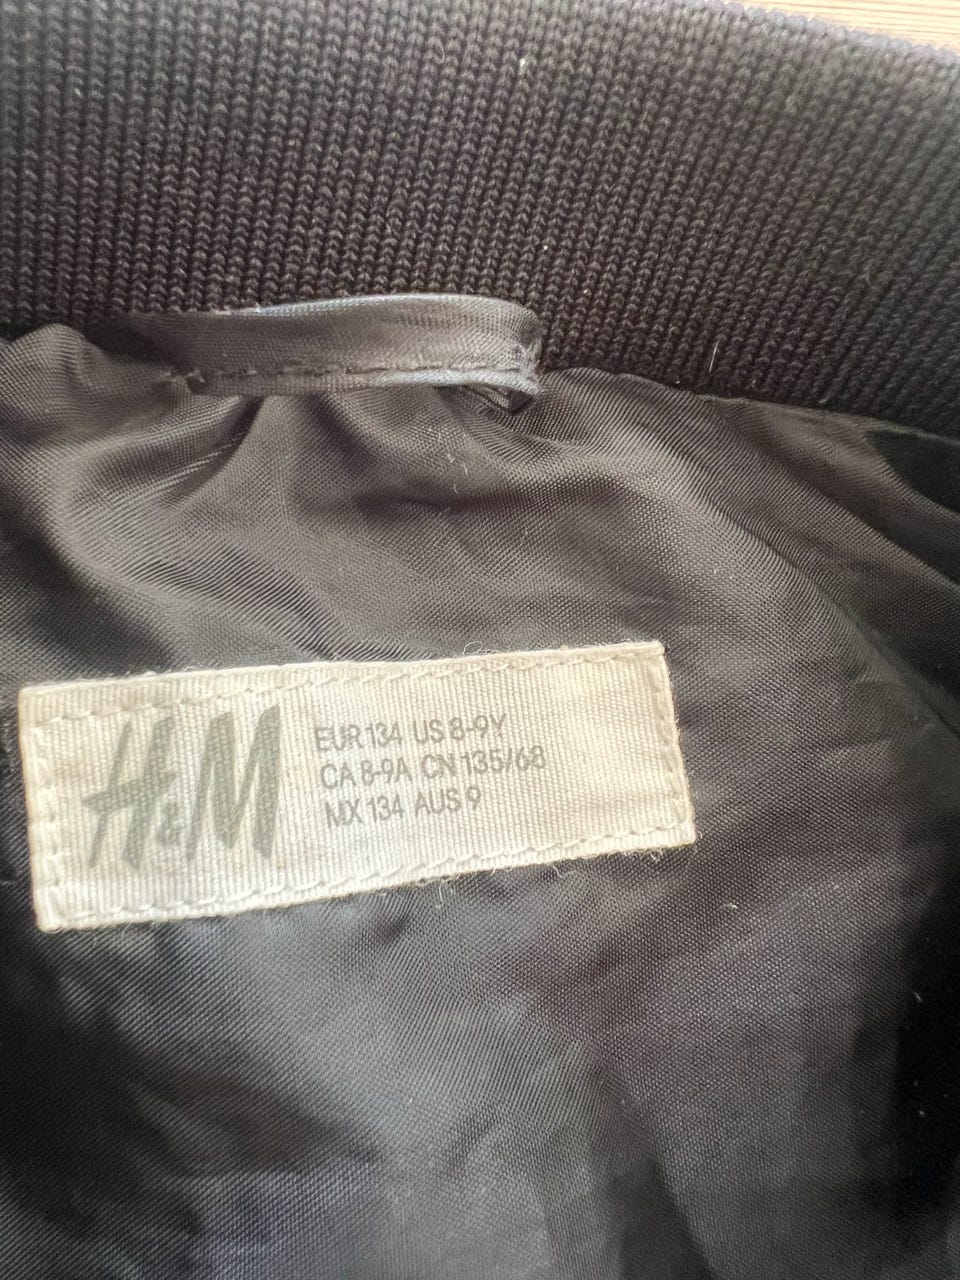 H&M
EUR 134 US 8-9Y
CA 8-9A CN 135/68
MX 134 AUS 9